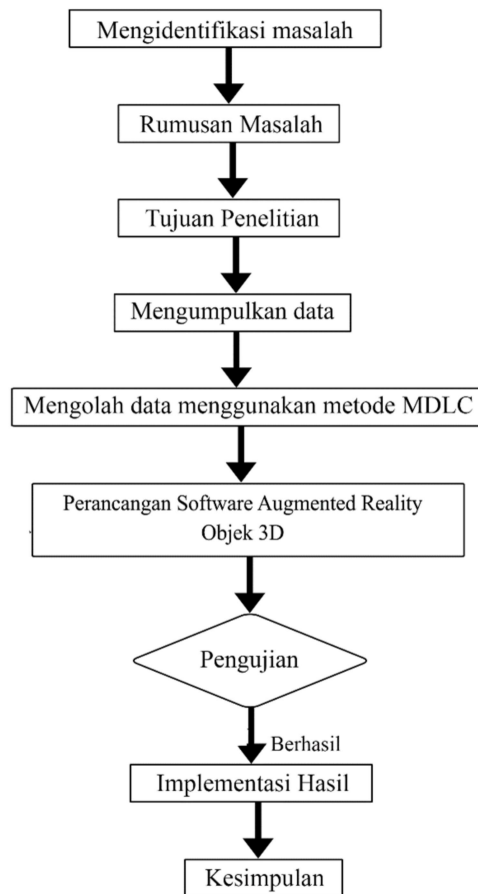 Mengidentifikasi masalah
Rumusan Masalah
Tujuan Penelitian
Mengumpulkan data
Mengolah data menggunakan metode MDLC
Perancangan Software Augmented Reality
Objek 3D
Pengujian
Berhasil
Implementasi Hasil
Kesimpulan